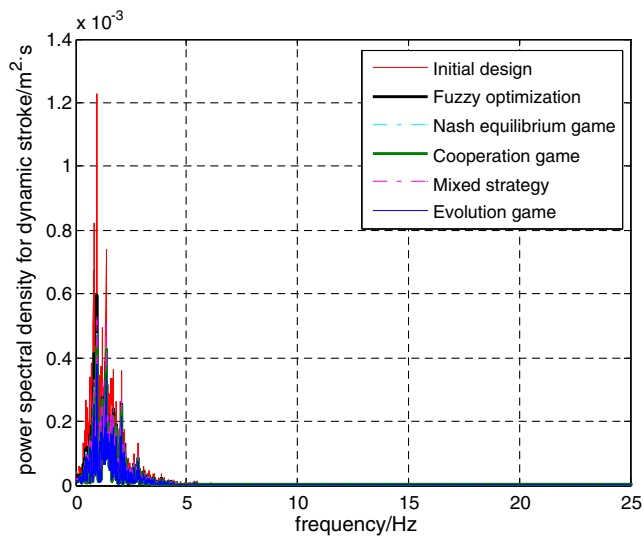 x 10⁻³
1.4
1.2
1
0.8
0.6
0.4
0.2
0
power spectral density for dynamic stroke/m²·s
Initial design
Fuzzy optimization
Nash equilibrium game
Cooperation game
Mixed strategy
Evolution game
0 5 10 15 20 25
frequency/Hz